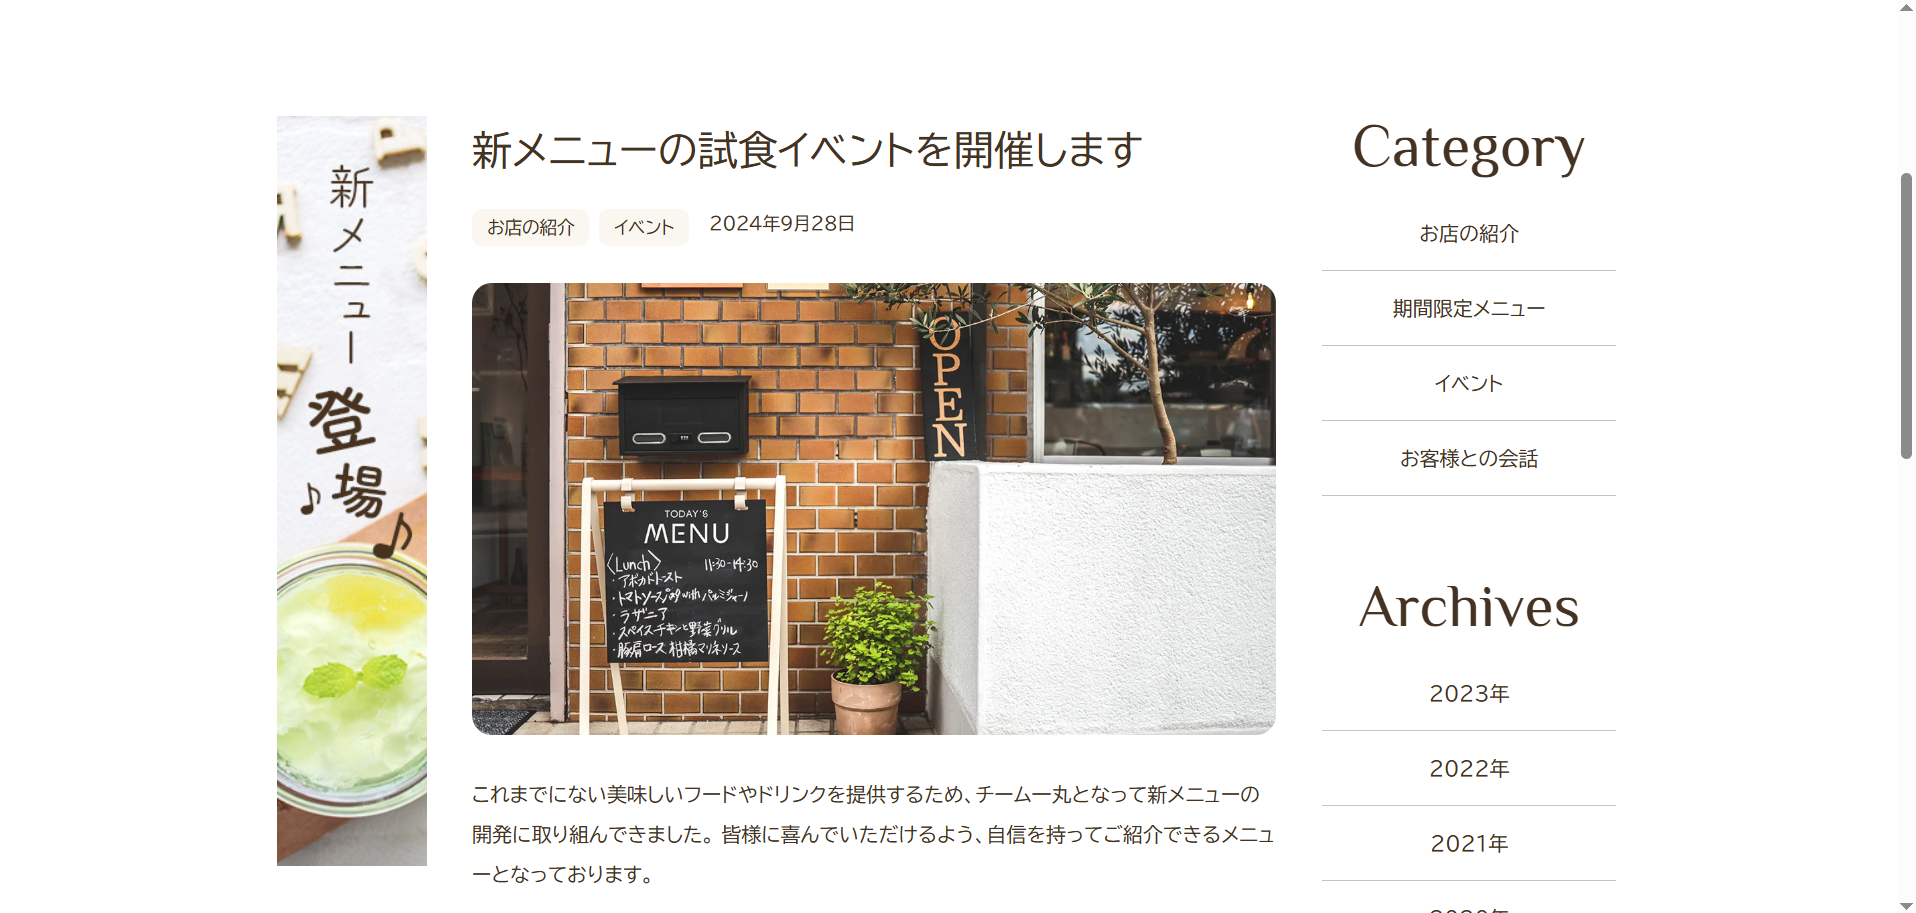 新メニュー
登場♪
♪
新メニューの試食イベントを開催します
お店の紹介 イベント 2024年9月28日
OPEN
TODAY'S
MENU
〈Lunch〉 11:30-14:30
・アボカドトースト
・トマトソースパスタ with パルミジャーノ
・ラザニア
・スパイスチキンと野菜グリル
・豚肩ロース 柑橘マリネソース
これまでにない美味しいフードやドリンクを提供するため、チーム一丸となって新メニューの
開発に取り組んできました。皆様に喜んでいただけるよう、自信を持ってご紹介できるメニュ
ーとなっております。
Category
お店の紹介
期間限定メニュー
イベント
お客様との会話
Archives
2023年
2022年
2021年